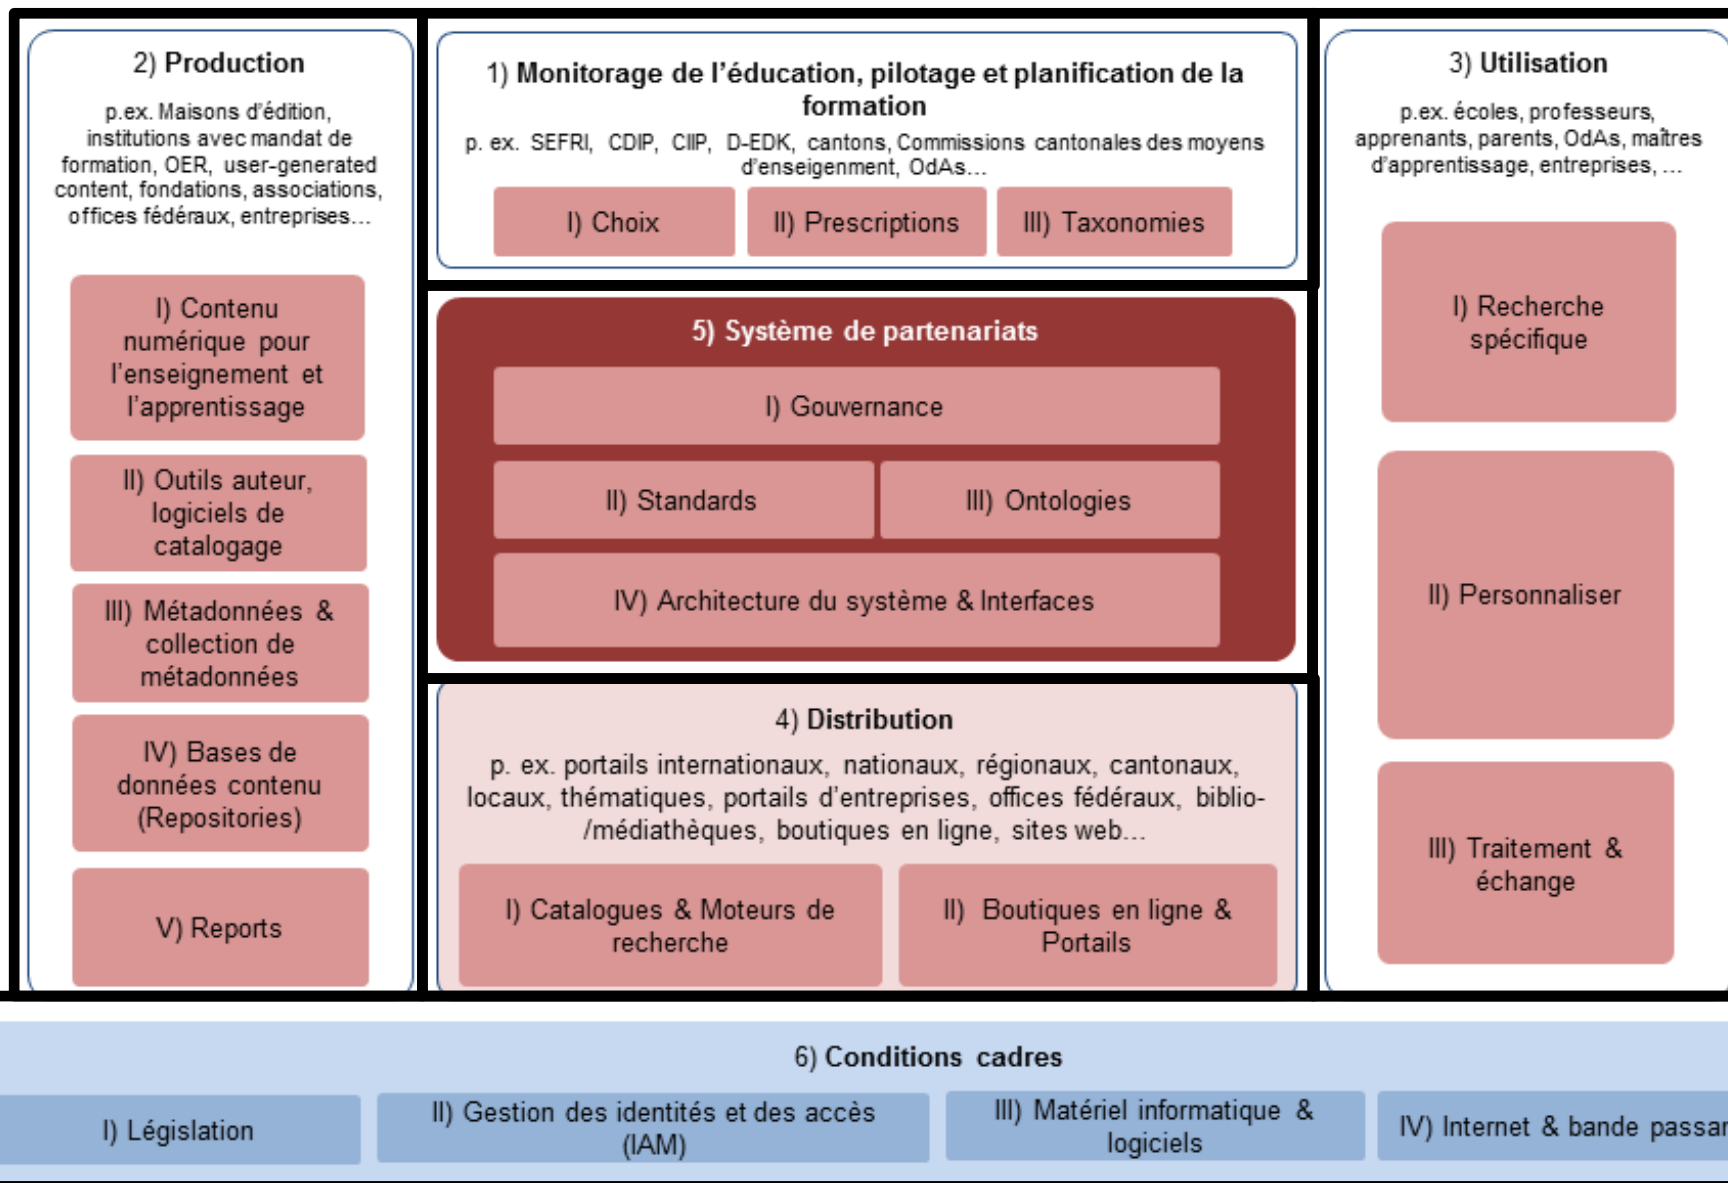 2) Production
p.ex. Maisons d'édition,
institutions avec mandat de
formation, OER, user-generated
content, fondations, associations,
offices fédéraux, entreprises…
I) Contenu
numérique pour
l'enseignement et
l'apprentissage
II) Outils auteur,
logiciels de
catalogage
III) Métadonnées &
collection de
métadonnées
IV) Bases de
données contenu
(Repositories)
V) Reports
1) Monitorage de l'éducation, pilotage et planification de la
formation
p. ex. SEFRI, CDIP, CIIP, D-EDK, cantons, Commissions cantonales des moyens
d'enseigenment, OdAs…
I) Choix
II) Prescriptions
III) Taxonomies
5) Système de partenariats
I) Gouvernance
II) Standards
III) Ontologies
IV) Architecture du système & Interfaces
4) Distribution
p. ex. portails internationaux, nationaux, régionaux, cantonaux,
locaux, thématiques, portails d'entreprises, offices fédéraux, biblio-
/médiathèques, boutiques en ligne, sites web…
I) Catalogues & Moteurs de
recherche
II) Boutiques en ligne &
Portails
3) Utilisation
p.ex. écoles, professeurs,
apprenants, parents, OdAs, maîtres
d'apprentissage, entreprises, …
I) Recherche
spécifique
II) Personnaliser
III) Traitement &
échange
6) Conditions cadres
I) Législation
II) Gestion des identités et des accès
(IAM)
III) Matériel informatique &
logiciels
IV) Internet & bande